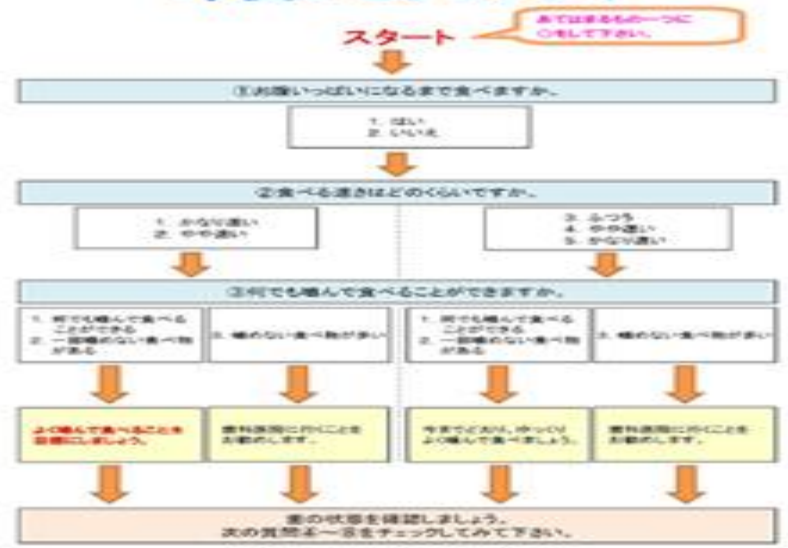 スタート
あてはまるもの一つに
○をして下さい。
①お腹いっぱいになるまで食べますか。
1. はい
2. いいえ
②食べる速さはどのくらいですか。
1. かなり速い
2. やや速い
3. ふつう
4. やや遅い
5. かなり遅い
③何でも噛んで食べることができますか。
1. 何でも噛んで食べる
ことができる
2. 一部噛めない食べ物
がある
3. 噛めない食べ物が多い
1. 何でも噛んで食べる
ことができる
2. 一部噛めない食べ物
がある
3. 噛めない食べ物が多い
よく噛んで食べることを
目標にしましょう。
歯科医院に行くことを
お勧めします。
今までどおり、ゆっくり
よく噛んで食べましょう。
歯科医院に行くことを
お勧めします。
歯の状態を確認しましょう。
次の質問④～⑧をチェックしてみて下さい。